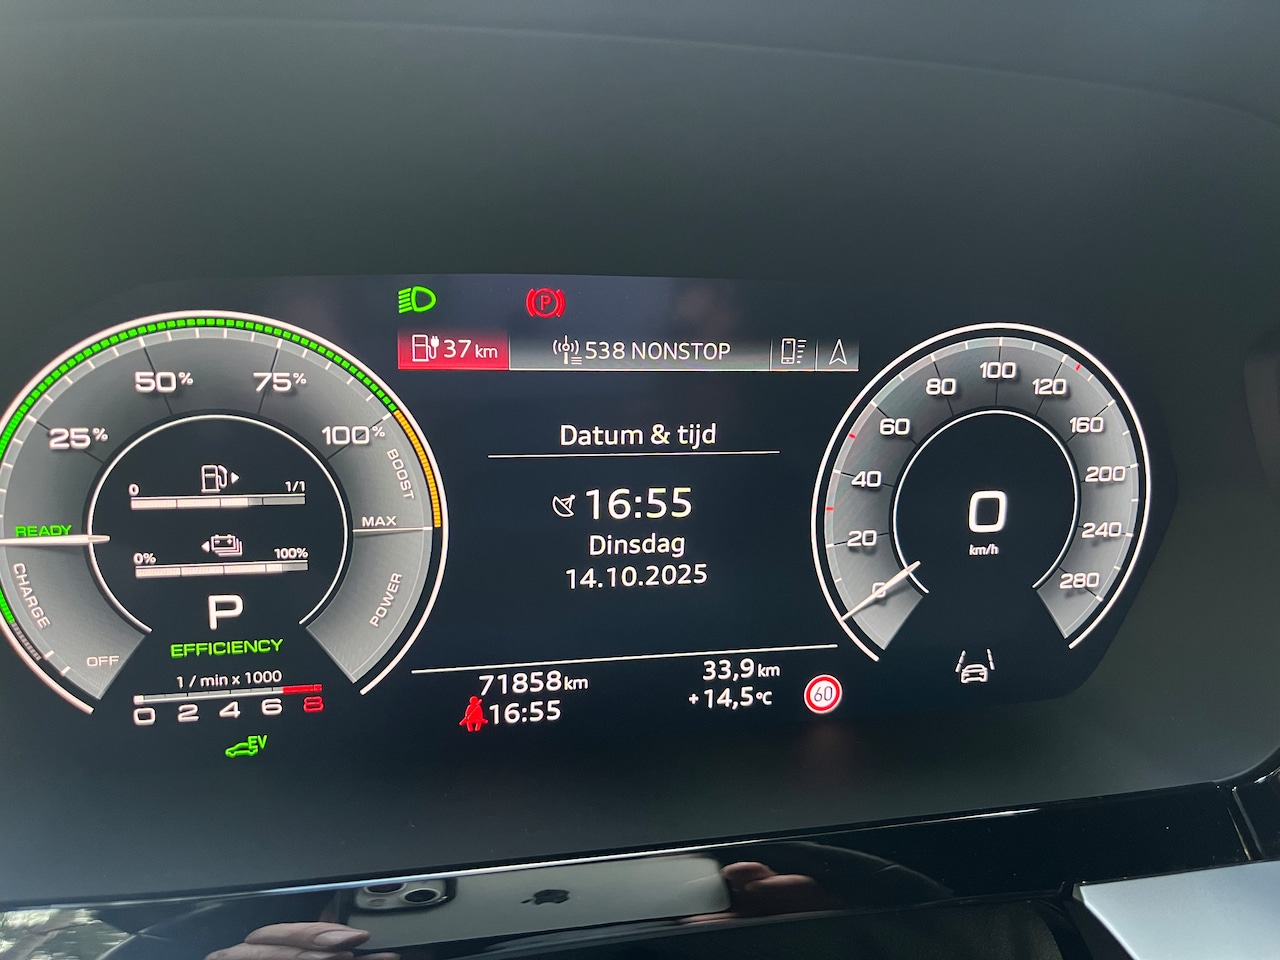 P
37 km
538 NONSTOP
Datum & tijd
16:55
Dinsdag
14.10.2025
71858 km
33,9 km
16:55
+14,5 °C
60
25%
50%
75%
100%
BOOST
MAX
POWER
READY
CHARGE
OFF
0 1/1
0% 100%
P
EFFICIENCY
1 / min x 1000
0 2 4 6 8
EV
0
20
40
60
80
100
120
160
200
240
280
0
km/h